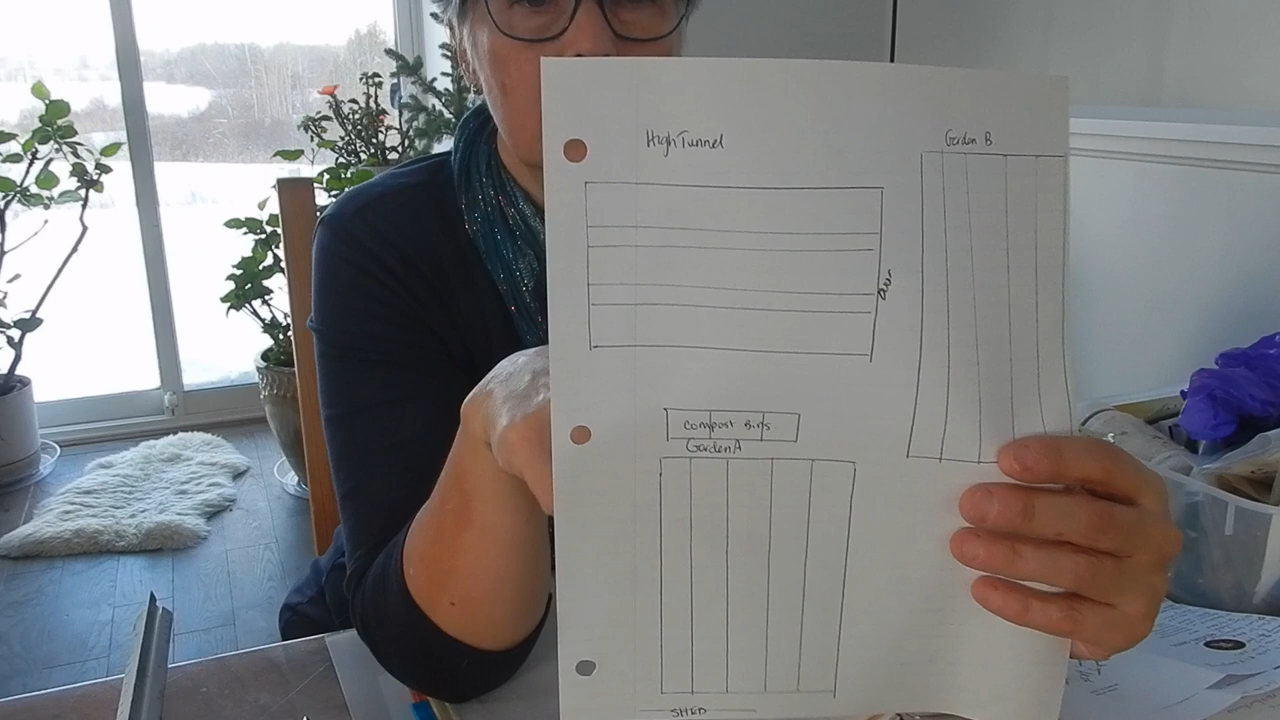 High Tunnel
Garden B
Door
Compost Bins
Garden A
SHED